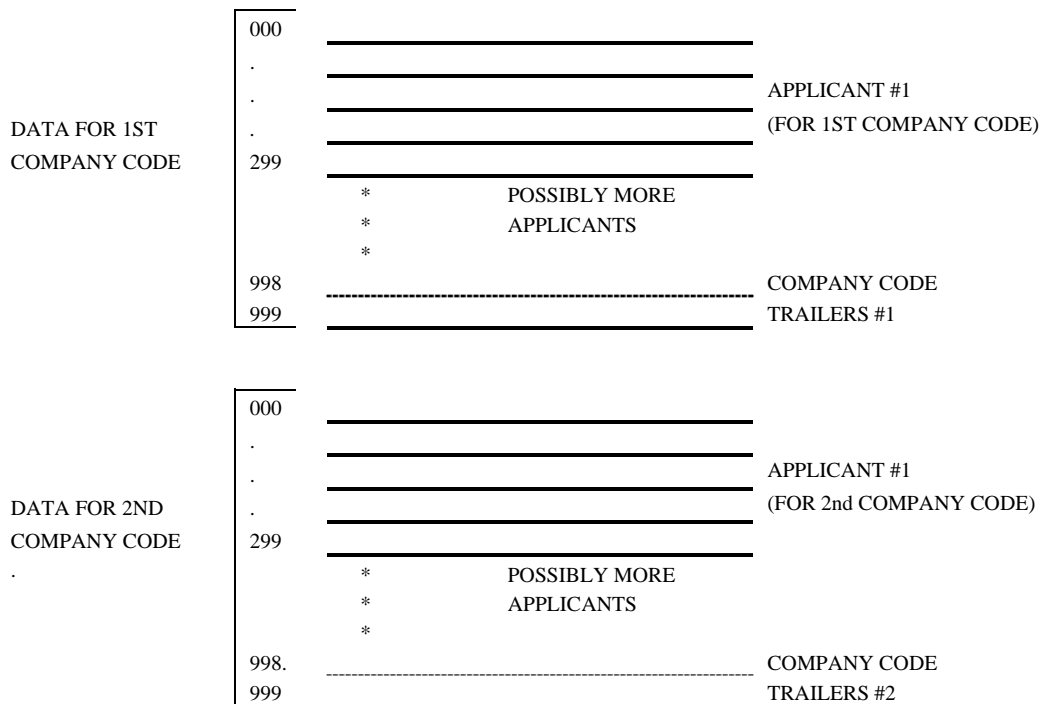 000
.
. APPLICANT #1
DATA FOR 1ST . (FOR 1ST COMPANY CODE)
COMPANY CODE 299
* POSSIBLY MORE
* APPLICANTS
*
998 COMPANY CODE
999 TRAILERS #1
000
.
. APPLICANT #1
DATA FOR 2ND . (FOR 2nd COMPANY CODE)
COMPANY CODE 299
. * POSSIBLY MORE
* APPLICANTS
*
998. COMPANY CODE
999 TRAILERS #2